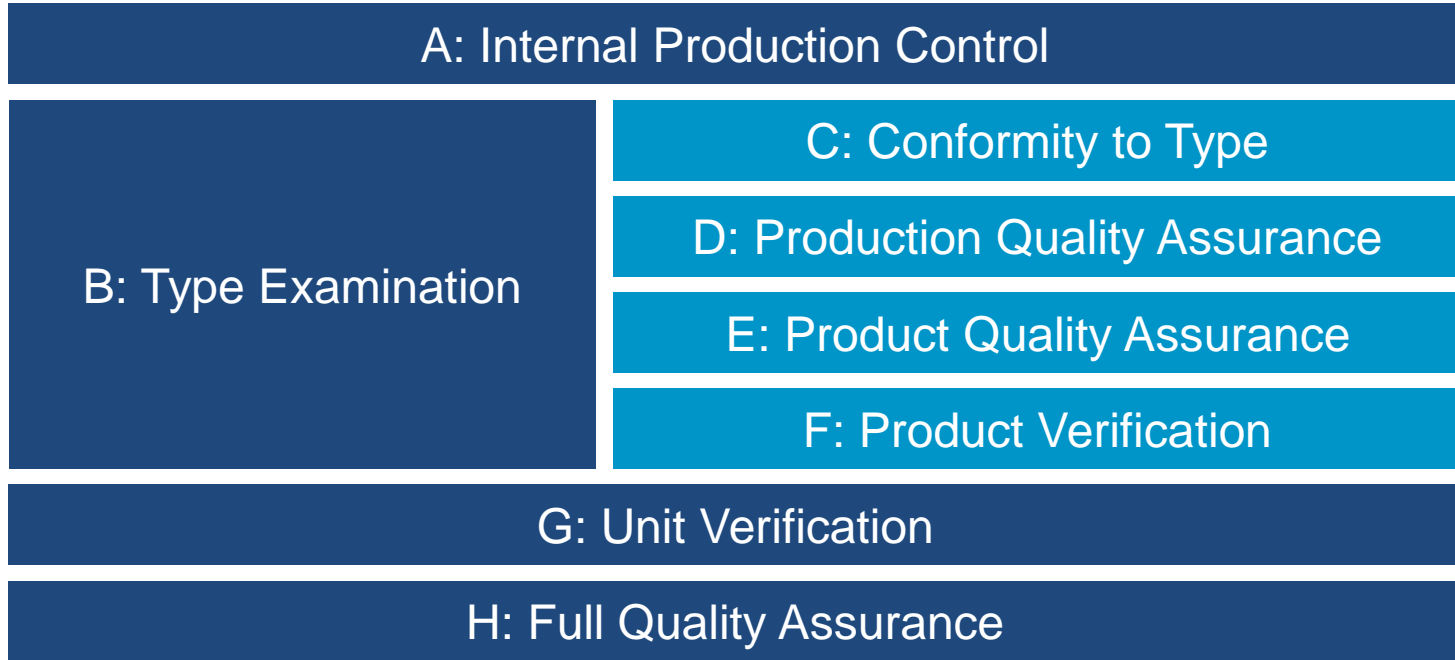 A: Internal Production Control
B: Type Examination
C: Conformity to Type
D: Production Quality Assurance
E: Product Quality Assurance
F: Product Verification
G: Unit Verification
H: Full Quality Assurance